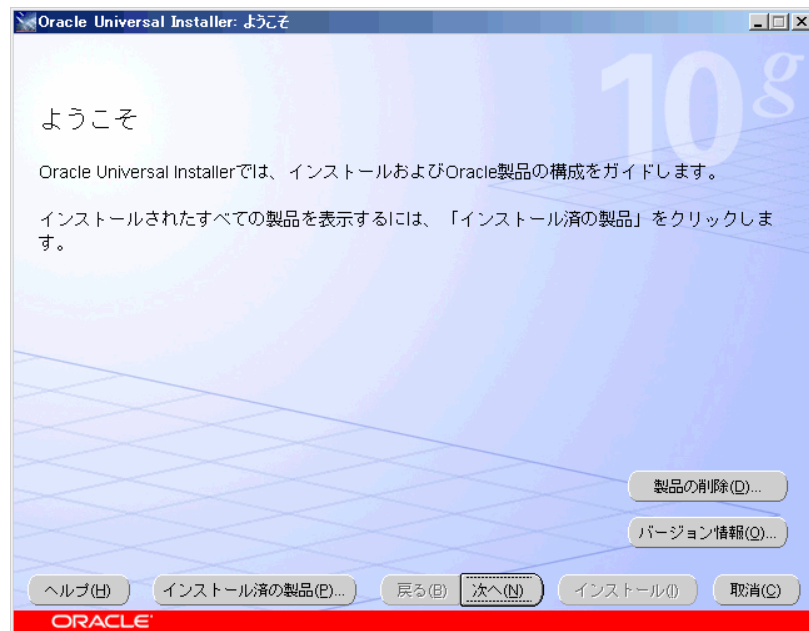 Oracle Universal Installer: ようこそ
10g
ようこそ
Oracle Universal Installerでは、インストールおよびOracle製品の構成をガイドします。
インストールされたすべての製品を表示するには、「インストール済の製品」をクリックしま
す。
製品の削除(D)...
バージョン情報(O)...
ヘルプ(H) インストール済の製品(P)... 戻る(B) 次へ(N) インストール(I) 取消(C)
ORACLE